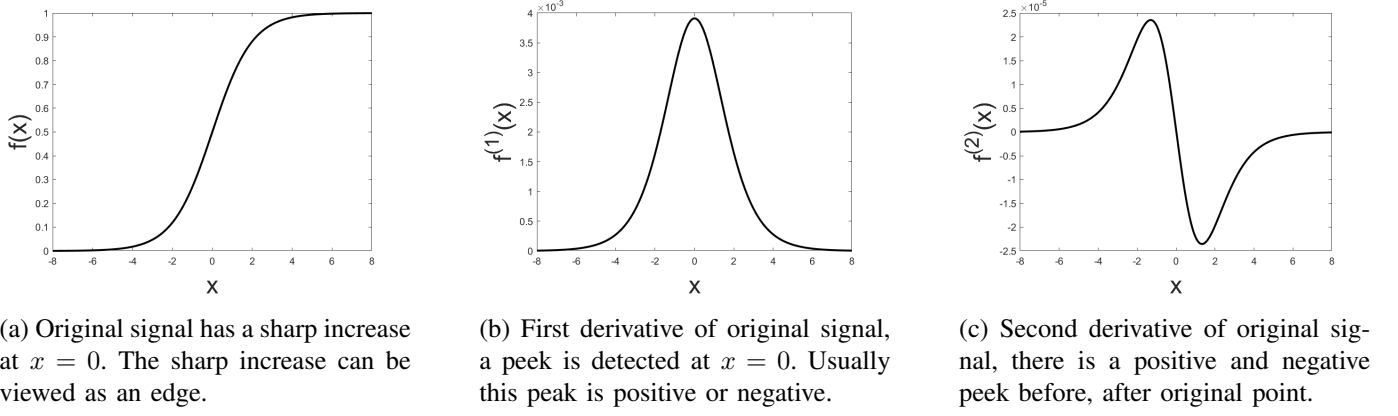 1
0.9
0.8
0.7
0.6
0.5
0.4
0.3
0.2
0.1
0
f(x)
-8 -6 -4 -2 0 2 4 6 8
x
(a) Original signal has a sharp increase
at x = 0. The sharp increase can be
viewed as an edge.
×10⁻³
4
3.5
3
2.5
2
1.5
1
0.5
0
f⁽¹⁾(x)
-8 -6 -4 -2 0 2 4 6 8
x
(b) First derivative of original signal,
a peek is detected at x = 0. Usually
this peak is positive or negative.
×10⁻⁵
2.5
2
1.5
1
0.5
0
-0.5
-1
-1.5
-2
-2.5
f⁽²⁾(x)
-8 -6 -4 -2 0 2 4 6 8
x
(c) Second derivative of original sig-
nal, there is a positive and negative
peek before, after original point.